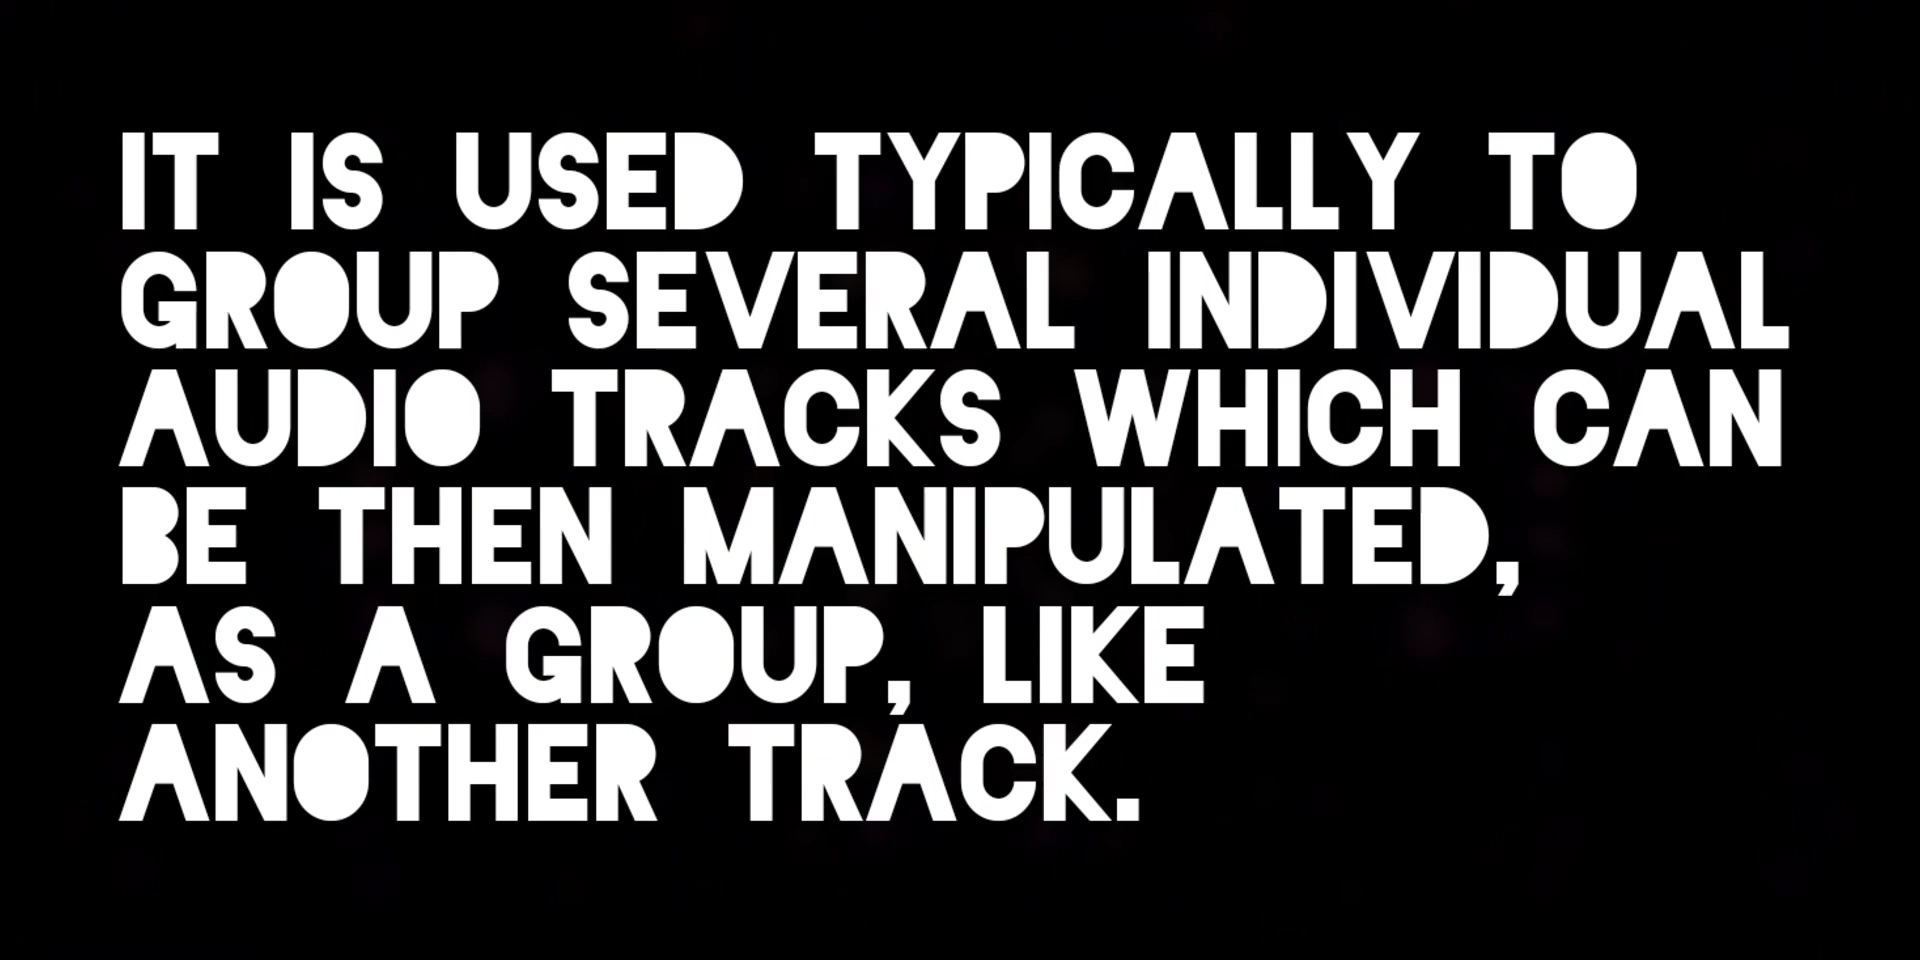 IT IS USED TYPICALLY TO
GROUP SEVERAL INDIVIDUAL
AUDIO TRACKS WHICH CAN
BE THEN MANIPULATED,
AS A GROUP, LIKE
ANOTHER TRACK.